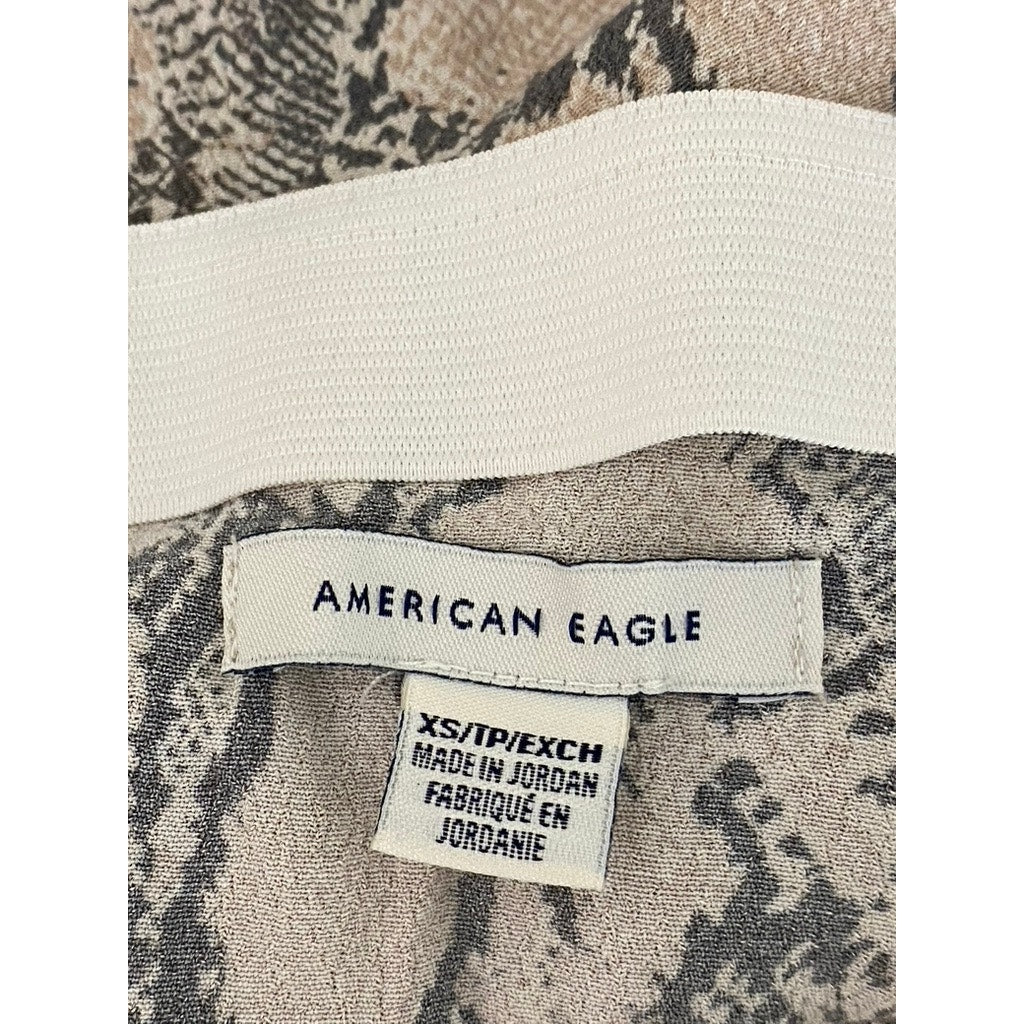 AMERICAN EAGLE
XS/TP/EXCH
MADE IN JORDAN
FABRIQUÉ EN
JORDANIE